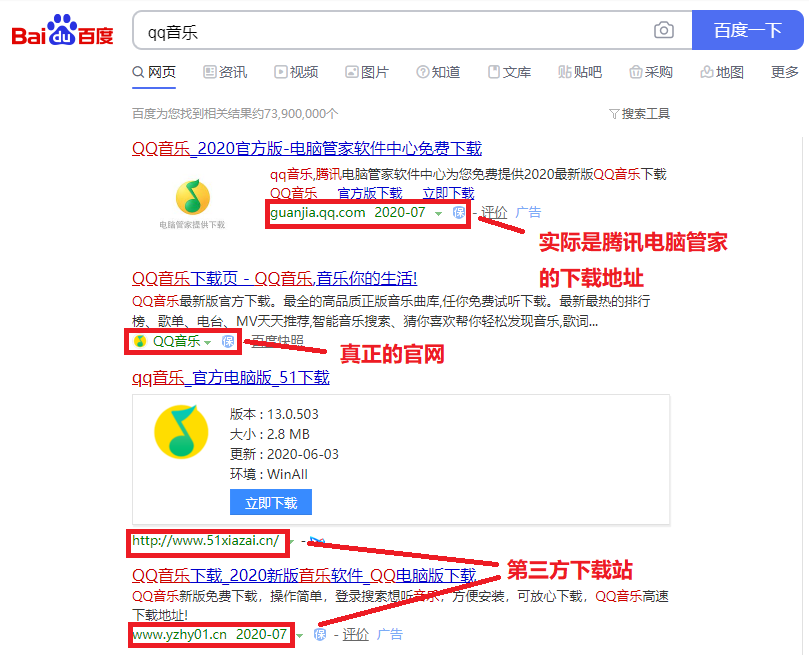 Bai du 百度
qq音乐
百度一下
网页 资讯 视频 图片 知道 文库 贴吧 采购 地图 更多
百度为您找到相关结果约73,900,000个
搜索工具
QQ音乐_2020官方版-电脑管家软件中心免费下载
qq音乐,腾讯电脑管家软件中心为您免费提供2020最新版QQ音乐下载
QQ音乐 官方版下载 立即下载
guanjia.qq.com 2020-07 保 - 评价 广告
电脑管家提供下载
实际是腾讯电脑管家
的下载地址
QQ音乐下载页 - QQ音乐,音乐你的生活!
QQ音乐最新版官方下载。最全的高品质正版音乐曲库,任你免费试听下载。最新最热的排行
榜、歌单、电台、MV天天推荐,智能音乐搜索、猜你喜欢帮你轻松发现音乐,歌词...
QQ音乐 保 百度快照
真正的官网
qq音乐_官方电脑版_51下载
版本：13.0.503
大小：2.8 MB
更新：2020-06-03
环境：WinAll
立即下载
http://www.51xiazai.cn/ -
第三方下载站
QQ音乐下载_2020新版音乐软件_QQ电脑版下载
QQ音乐新版免费下载，操作简单，登录搜索想听音乐，方便安装，可放心下载，QQ音乐高速
下载地址!
www.yzhy01.cn 2020-07 保 - 评价 广告